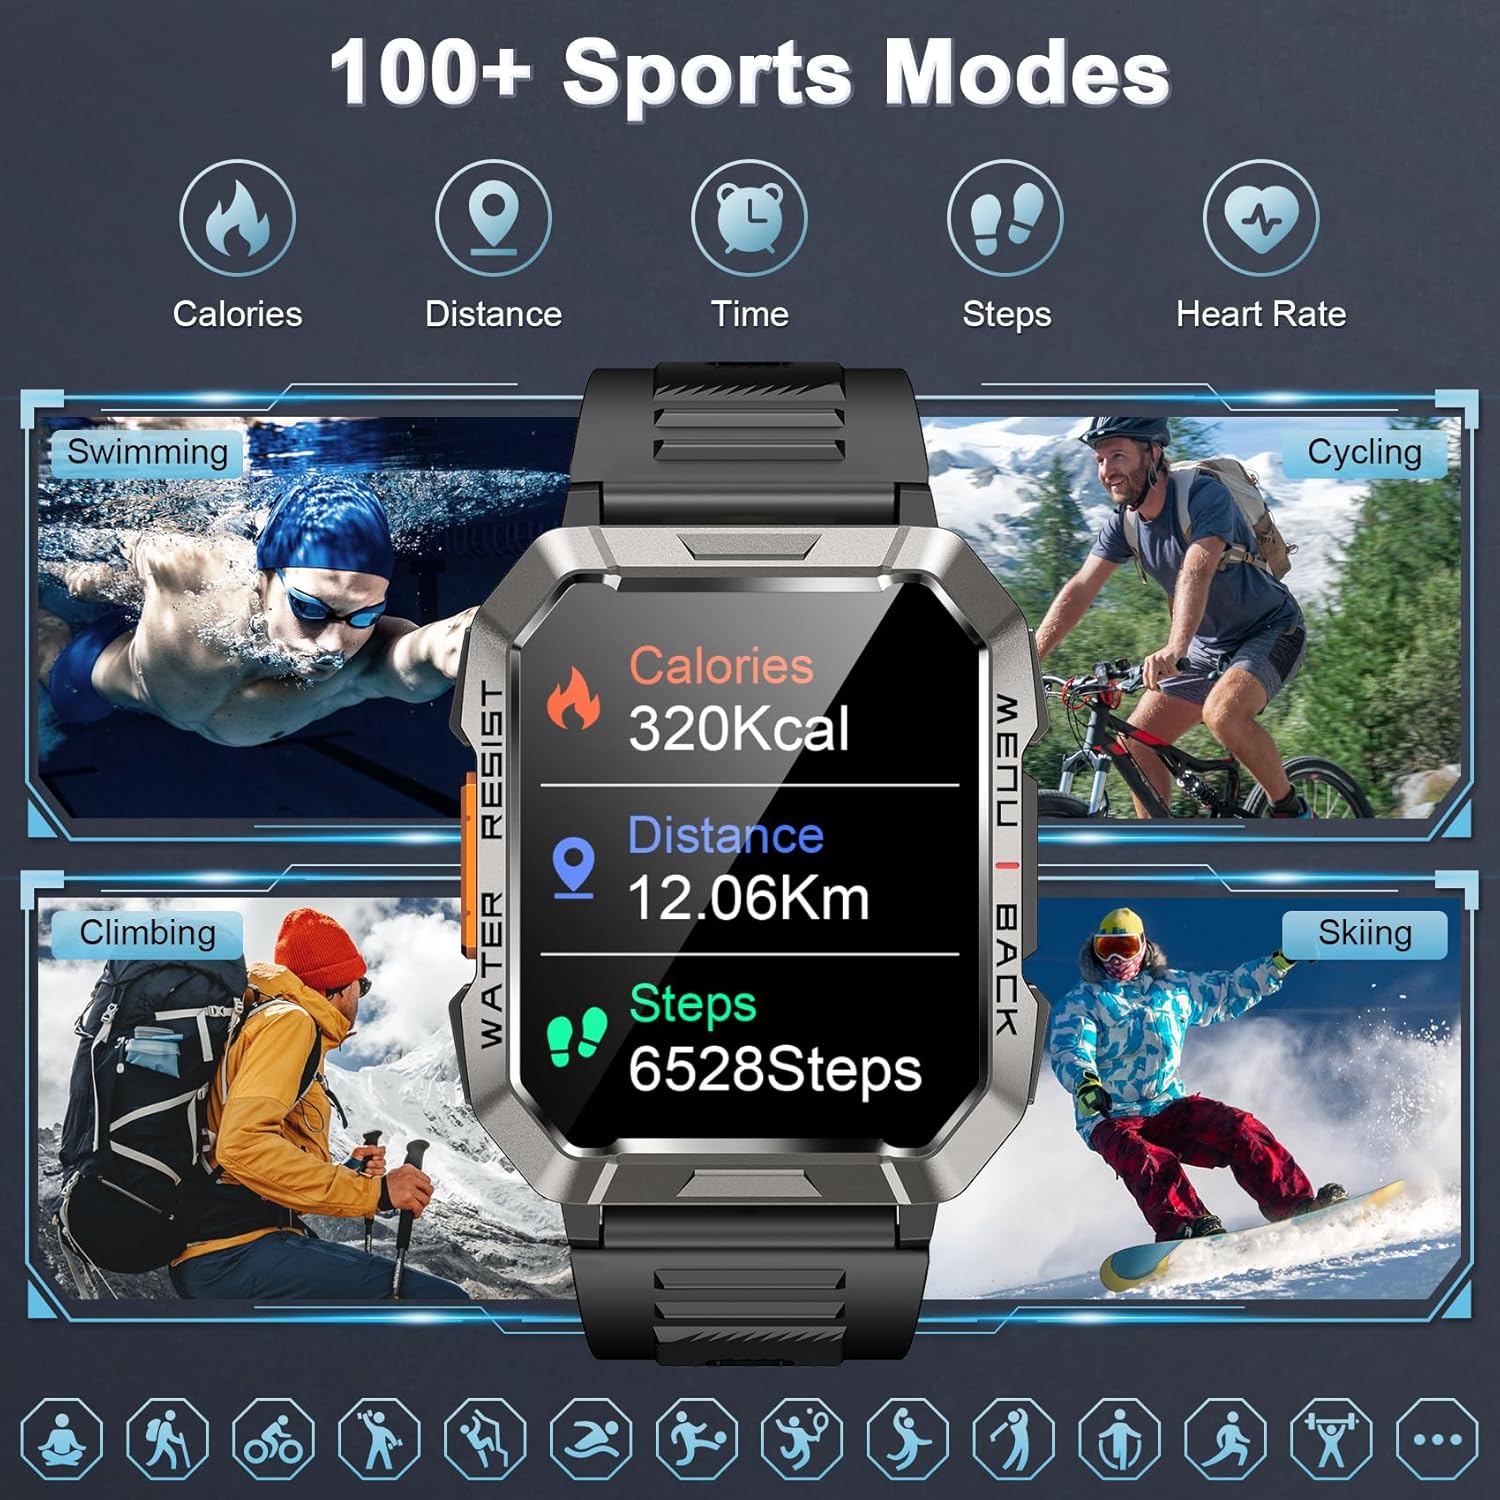 100+ Sports Modes
Calories
Distance
Time
Steps
Heart Rate
Swimming
Cycling
Calories
320Kcal
Distance
12.06Km
Steps
6528Steps
WATER RESIST
MENU | BACK
Climbing
Skiing